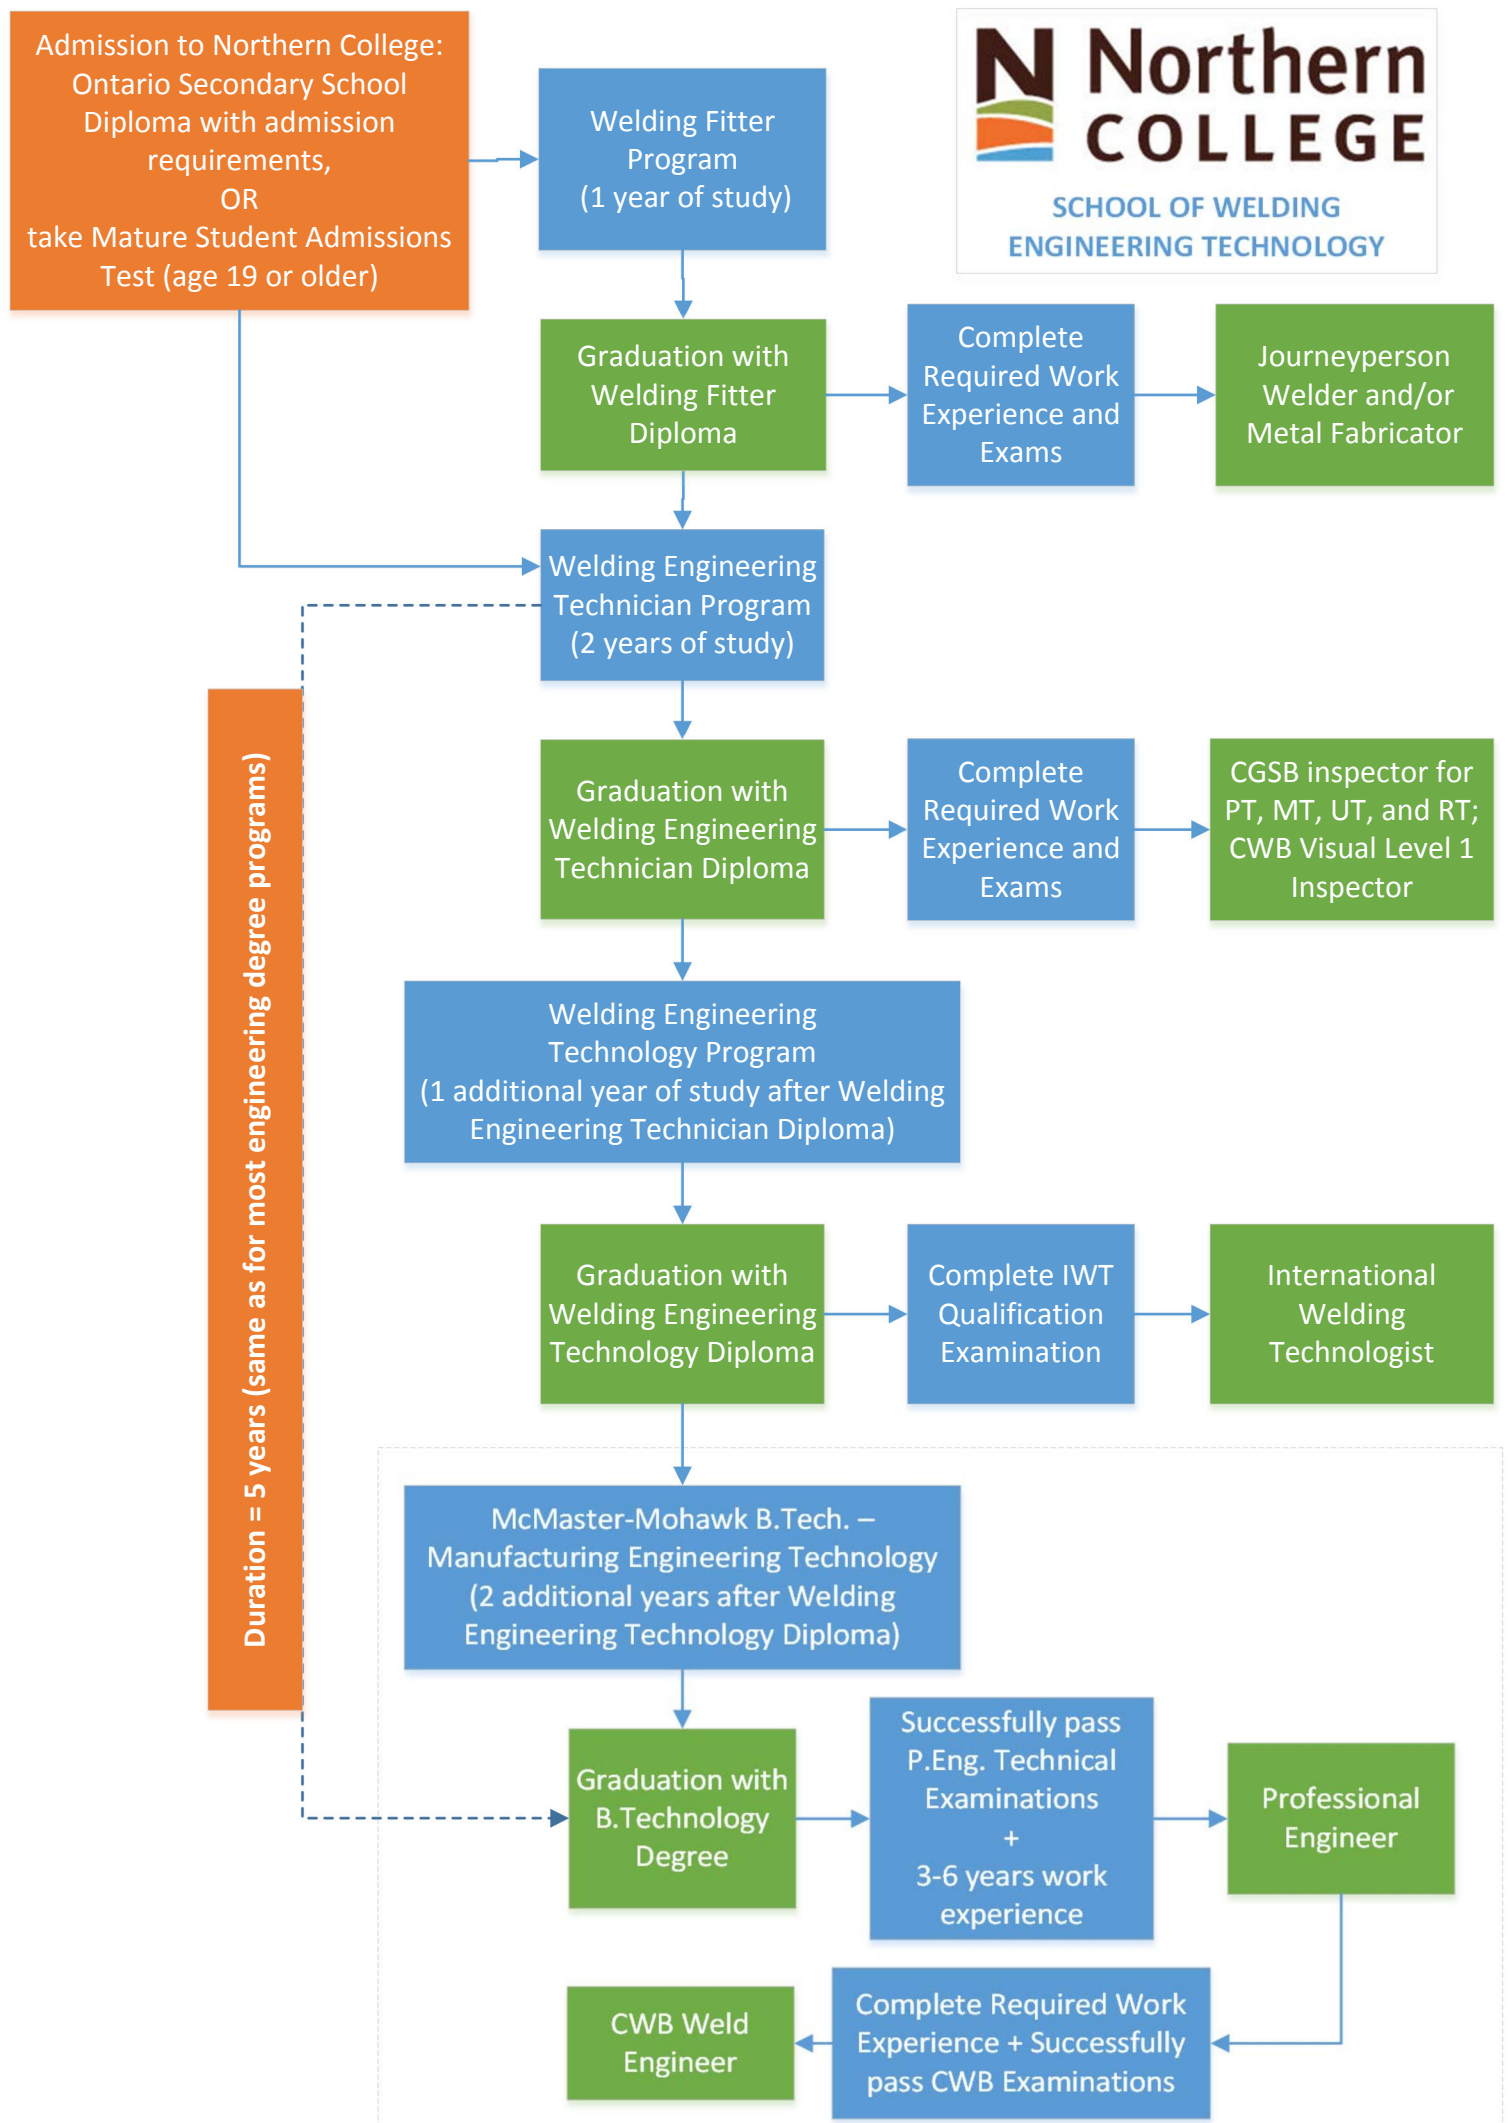 Admission to Northern College:
Ontario Secondary School
Diploma with admission
requirements,
OR
take Mature Student Admissions
Test (age 19 or older)
Welding Fitter
Program
(1 year of study)
Northern
COLLEGE
SCHOOL OF WELDING
ENGINEERING TECHNOLOGY
Graduation with
Welding Fitter
Diploma
Complete
Required Work
Experience and
Exams
Journeyperson
Welder and/or
Metal Fabricator
Welding Engineering
Technician Program
(2 years of study)
Duration = 5 years (same as for most engineering degree programs)
Graduation with
Welding Engineering
Technician Diploma
Complete
Required Work
Experience and
Exams
CGSB inspector for
PT, MT, UT, and RT;
CWB Visual Level 1
Inspector
Welding Engineering
Technology Program
(1 additional year of study after Welding
Engineering Technician Diploma)
Graduation with
Welding Engineering
Technology Diploma
Complete IWT
Qualification
Examination
International
Welding
Technologist
McMaster-Mohawk B.Tech. –
Manufacturing Engineering Technology
(2 additional years after Welding
Engineering Technology Diploma)
Graduation with
B.Technology
Degree
Successfully pass
P.Eng. Technical
Examinations
+
3-6 years work
experience
Professional
Engineer
Complete Required Work
Experience + Successfully
pass CWB Examinations
CWB Weld
Engineer